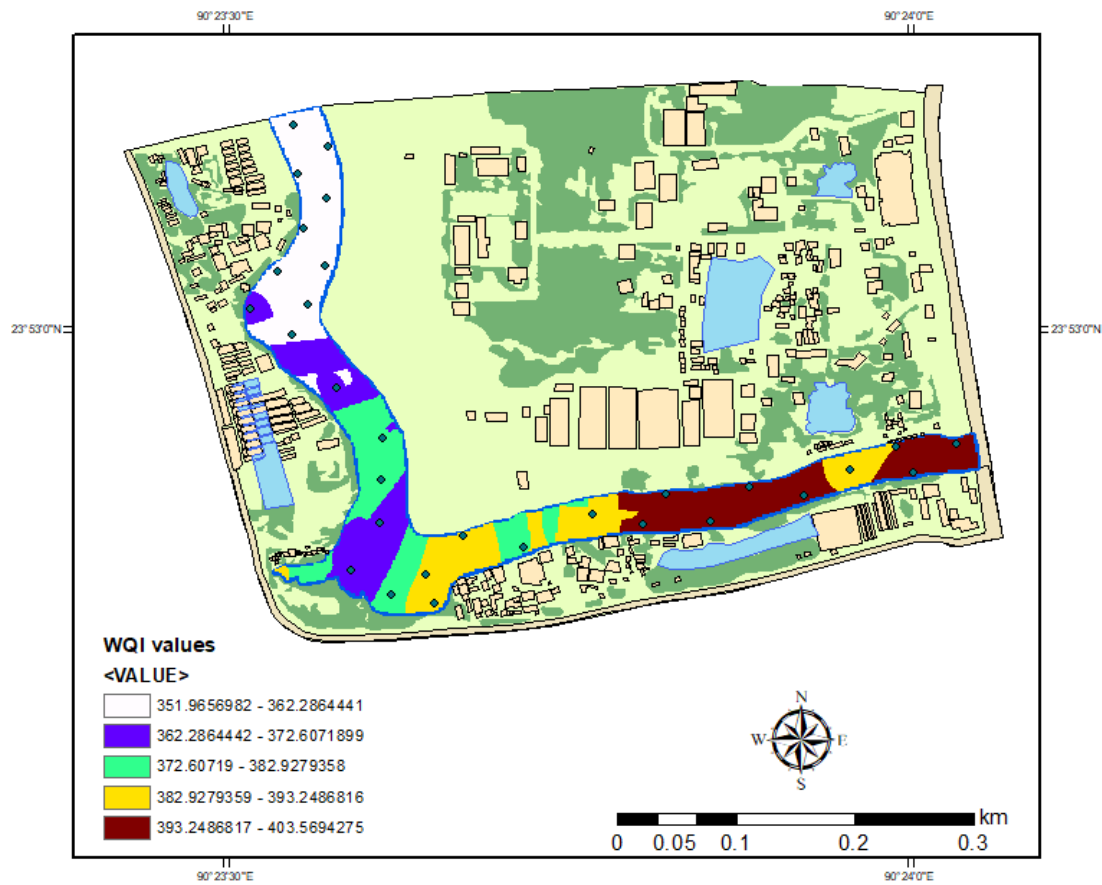 90° 23'30"E 90° 24'0"E
23° 53'0"N 23° 53'0"N
WQI values
<VALUE>
351.9656982 - 362.2864441
362.2864442 - 372.6071899
372.60719 - 382.9279358
382.9279359 - 393.2486816
393.2486817 - 403.5694275
N
W E
S
km
0 0.05 0.1 0.2 0.3
90° 23'30"E 90° 24'0"E